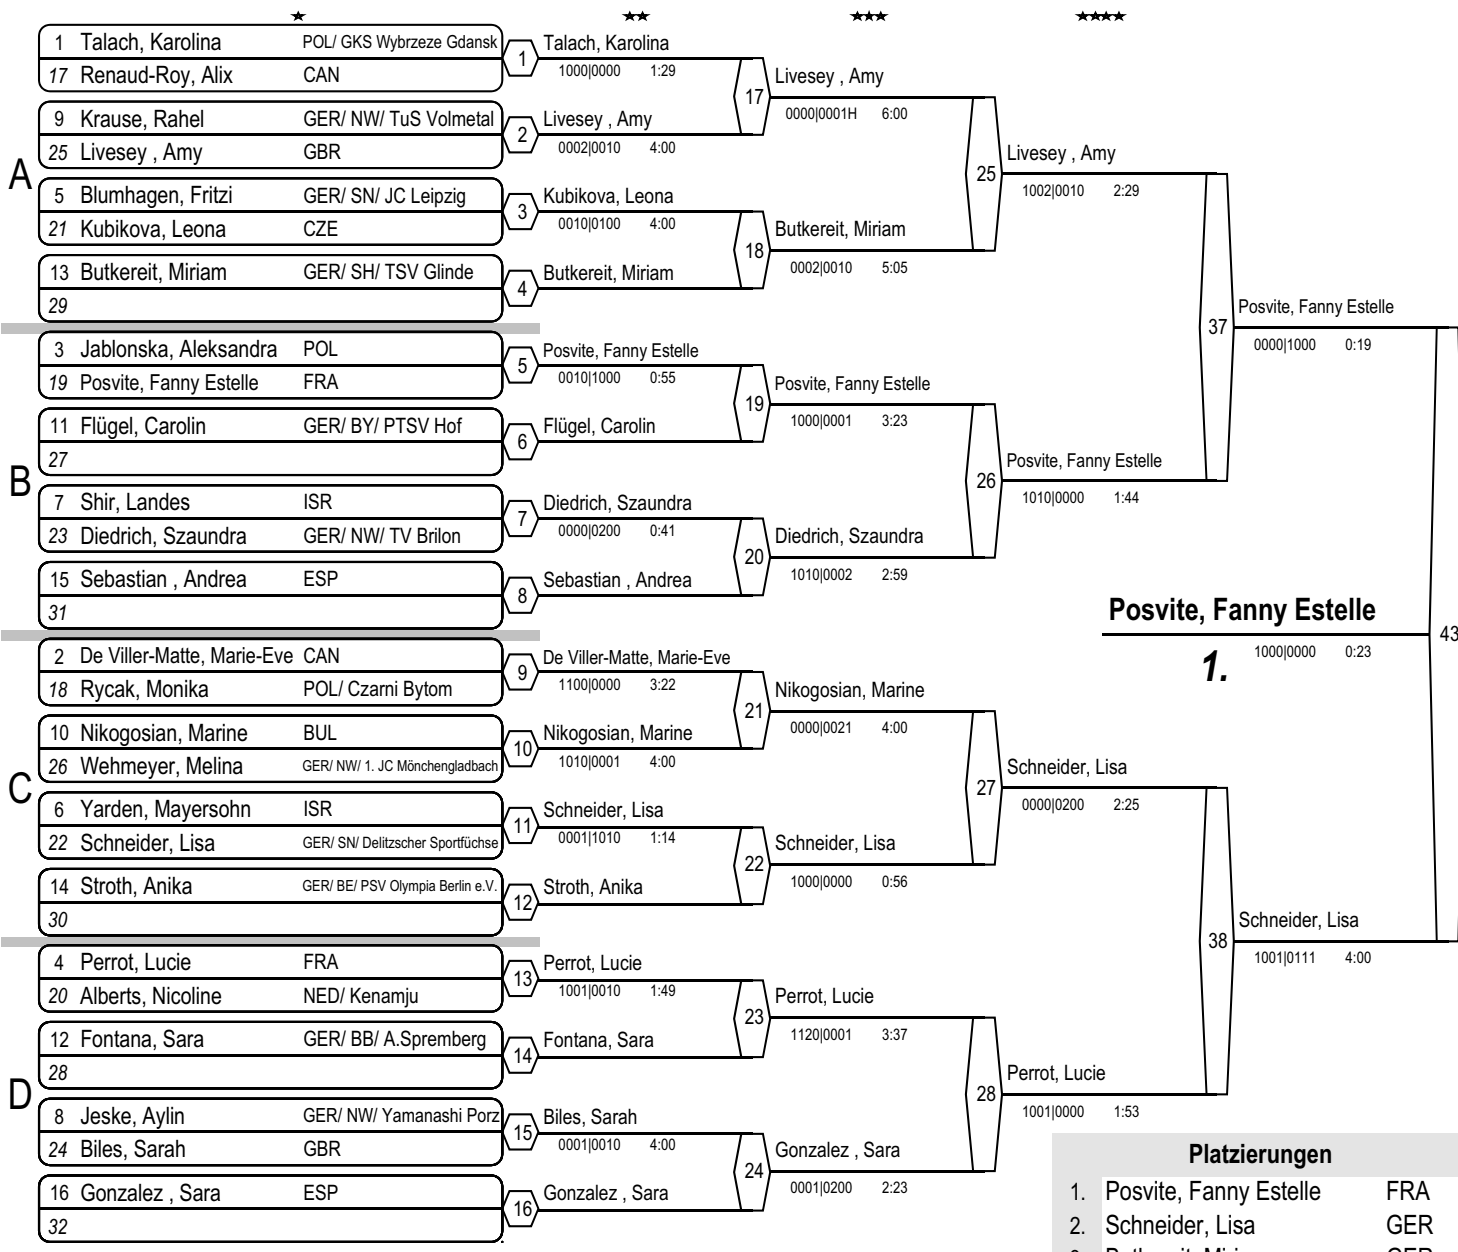 1 Talach, Karolina POL/ GKS Wybrzeze Gdansk
17 Renaud-Roy, Alix CAN
9 Krause, Rahel GER/ NW/ TuS Volmetal
25 Livesey , Amy GBR
A
5 Blumhagen, Fritzi GER/ SN/ JC Leipzig
21 Kubikova, Leona CZE
13 Butkereit, Miriam GER/ SH/ TSV Glinde
29
3 Jablonska, Aleksandra POL
19 Posvite, Fanny Estelle FRA
11 Flügel, Carolin GER/ BY/ PTSV Hof
27
B
7 Shir, Landes ISR
23 Diedrich, Szaundra GER/ NW/ TV Brilon
15 Sebastian , Andrea ESP
31
2 De Viller-Matte, Marie-Eve CAN
18 Rycak, Monika POL/ Czarni Bytom
10 Nikogosian, Marine BUL
26 Wehmeyer, Melina GER/ NW/ 1. JC Mönchengladbach
C
6 Yarden, Mayersohn ISR
22 Schneider, Lisa GER/ SN/ Delitzscher Sportfüchse
14 Stroth, Anika GER/ BE/ PSV Olympia Berlin e.V.
30
4 Perrot, Lucie FRA
20 Alberts, Nicoline NED/ Kenamju
12 Fontana, Sara GER/ BB/ A.Spremberg
28
D
8 Jeske, Aylin GER/ NW/ Yamanashi Porz
24 Biles, Sarah GBR
16 Gonzalez , Sara ESP
32
1 Talach, Karolina
1000|0000 1:29
2 Livesey , Amy
0002|0010 4:00
3 Kubikova, Leona
0010|0100 4:00
4 Butkereit, Miriam
5 Posvite, Fanny Estelle
0010|1000 0:55
6 Flügel, Carolin
7 Diedrich, Szaundra
0000|0200 0:41
8 Sebastian , Andrea
9 De Viller-Matte, Marie-Eve
1100|0000 3:22
10 Nikogosian, Marine
1010|0001 4:00
11 Schneider, Lisa
0001|1010 1:14
12 Stroth, Anika
13 Perrot, Lucie
1001|0010 1:49
14 Fontana, Sara
15 Biles, Sarah
0001|0010 4:00
16 Gonzalez , Sara
17 Livesey , Amy
0000|0001H 6:00
18 Butkereit, Miriam
0002|0010 5:05
19 Posvite, Fanny Estelle
1000|0001 3:23
20 Diedrich, Szaundra
1010|0002 2:59
21 Nikogosian, Marine
0000|0021 4:00
22 Schneider, Lisa
1000|0000 0:56
23 Perrot, Lucie
1120|0001 3:37
24 Gonzalez , Sara
0001|0200 2:23
25 Livesey , Amy
1002|0010 2:29
26 Posvite, Fanny Estelle
1010|0000 1:44
27 Schneider, Lisa
0000|0200 2:25
28 Perrot, Lucie
1001|0000 1:53
37 Posvite, Fanny Estelle
0000|1000 0:19
38 Schneider, Lisa
1001|0111 4:00
Posvite, Fanny Estelle
43
1. 1000|0000 0:23
Platzierungen
1. Posvite, Fanny Estelle FRA
2. Schneider, Lisa GER